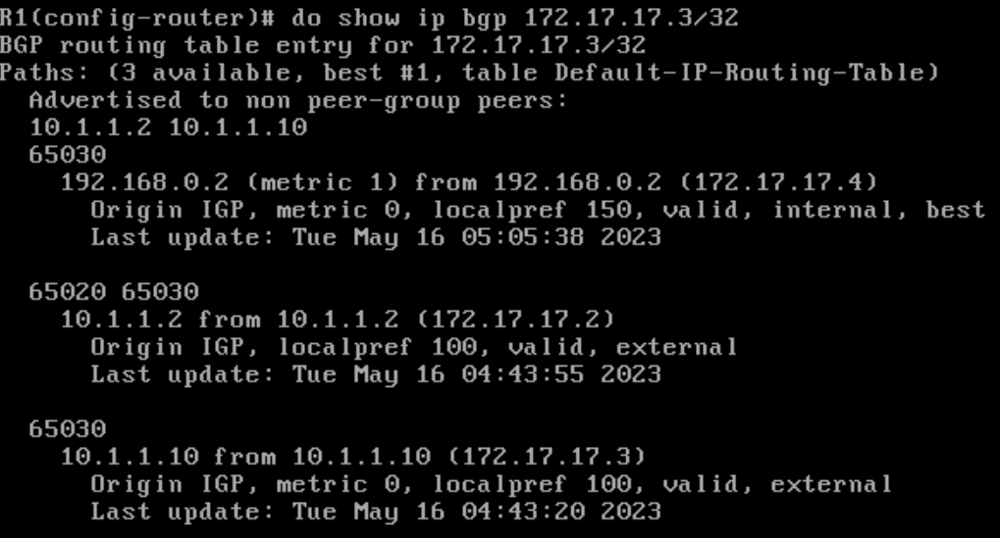 R1(config-router)# do show ip bgp 172.17.17.3/32
BGP routing table entry for 172.17.17.3/32
Paths: (3 available, best #1, table Default-IP-Routing-Table)
  Advertised to non peer-group peers:
  10.1.1.2 10.1.1.10
  65030
    192.168.0.2 (metric 1) from 192.168.0.2 (172.17.17.4)
      Origin IGP, metric 0, localpref 150, valid, internal, best
      Last update: Tue May 16 05:05:38 2023

  65020 65030
    10.1.1.2 from 10.1.1.2 (172.17.17.2)
      Origin IGP, localpref 100, valid, external
      Last update: Tue May 16 04:43:55 2023

  65030
    10.1.1.10 from 10.1.1.10 (172.17.17.3)
      Origin IGP, metric 0, localpref 100, valid, external
      Last update: Tue May 16 04:43:20 2023